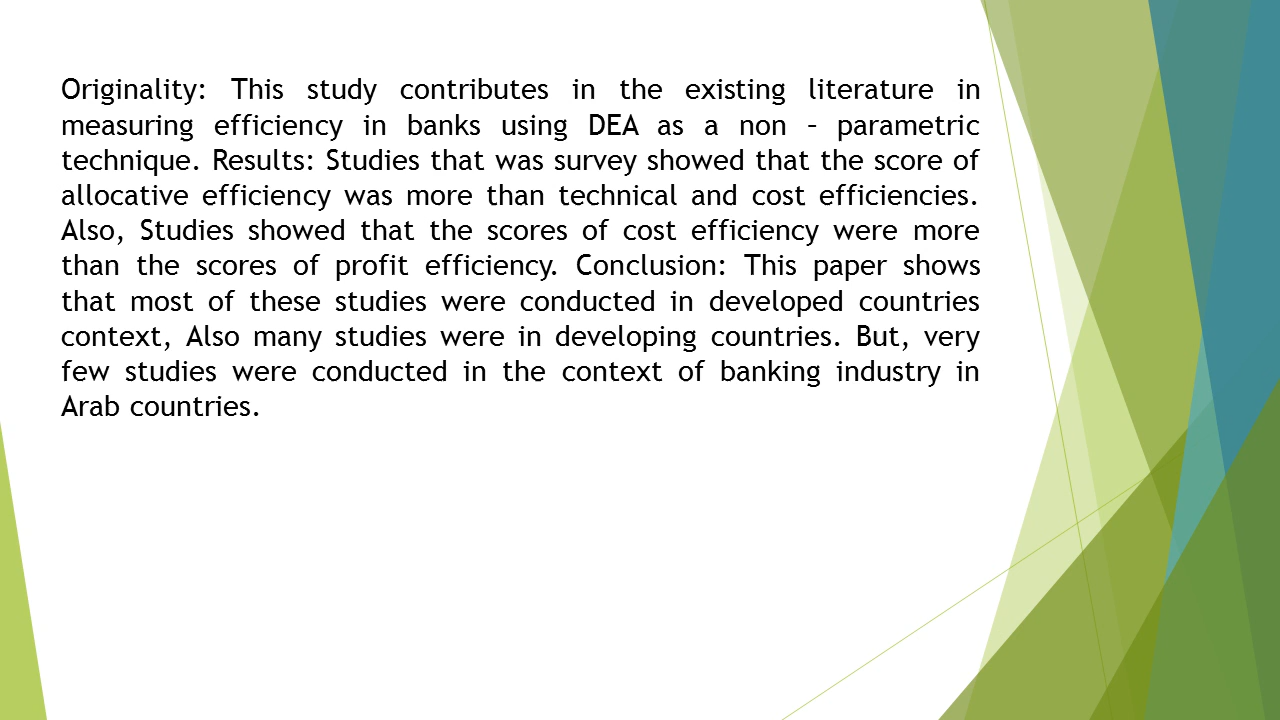 Originality: This study contributes in the existing literature in
measuring efficiency in banks using DEA as a non – parametric
technique. Results: Studies that was survey showed that the score of
allocative efficiency was more than technical and cost efficiencies.
Also, Studies showed that the scores of cost efficiency were more
than the scores of profit efficiency. Conclusion: This paper shows
that most of these studies were conducted in developed countries
context, Also many studies were in developing countries. But, very
few studies were conducted in the context of banking industry in
Arab countries.